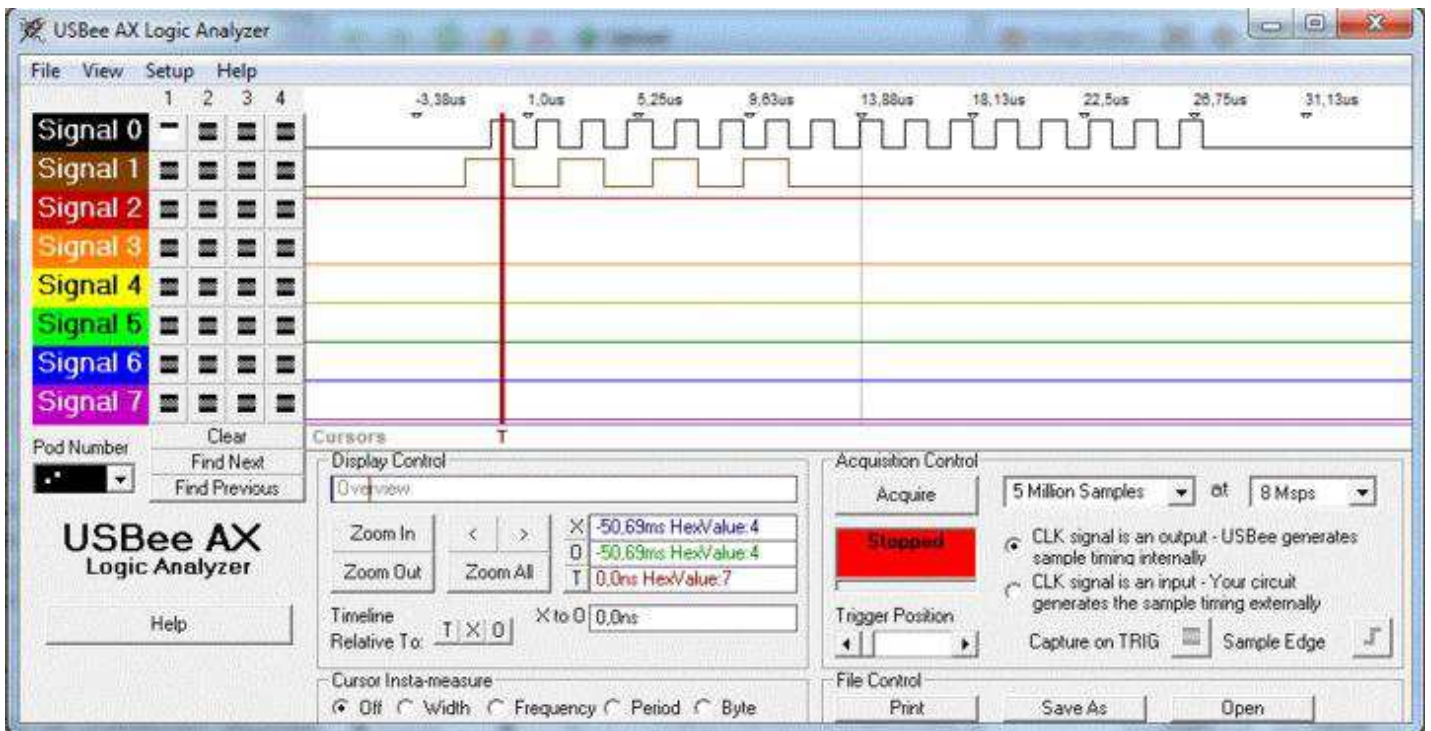 USBee AX Logic Analyzer
File View Setup Help
1 2 3 4
-3,38us 1,0us 5,25us 9,63us 13,88us 18,13us 22,5us 26,75us 31,13us
Signal 0
Signal 1
Signal 2
Signal 3
Signal 4
Signal 5
Signal 6
Signal 7
Clear
Find Next
Find Previous
Pod Number
Cursors T
USBee AX
Logic Analyzer
Help
Display Control
Overview
Zoom In < > X -50,69ms HexValue:4
O -50,69ms HexValue:4
Zoom Out Zoom All T 0,0ns HexValue:7
Timeline
Relative To: T X O X to O 0,0ns
Cursor Insta-measure
Off Width Frequency Period Byte
Acquisition Control
Acquire 5 Million Samples at 8 Msps
Stopped
CLK signal is an output - USBee generates
sample timing internally
CLK signal is an input - Your circuit
generates the sample timing externally
Trigger Position
Capture on TRIG Sample Edge
File Control
Print Save As Open